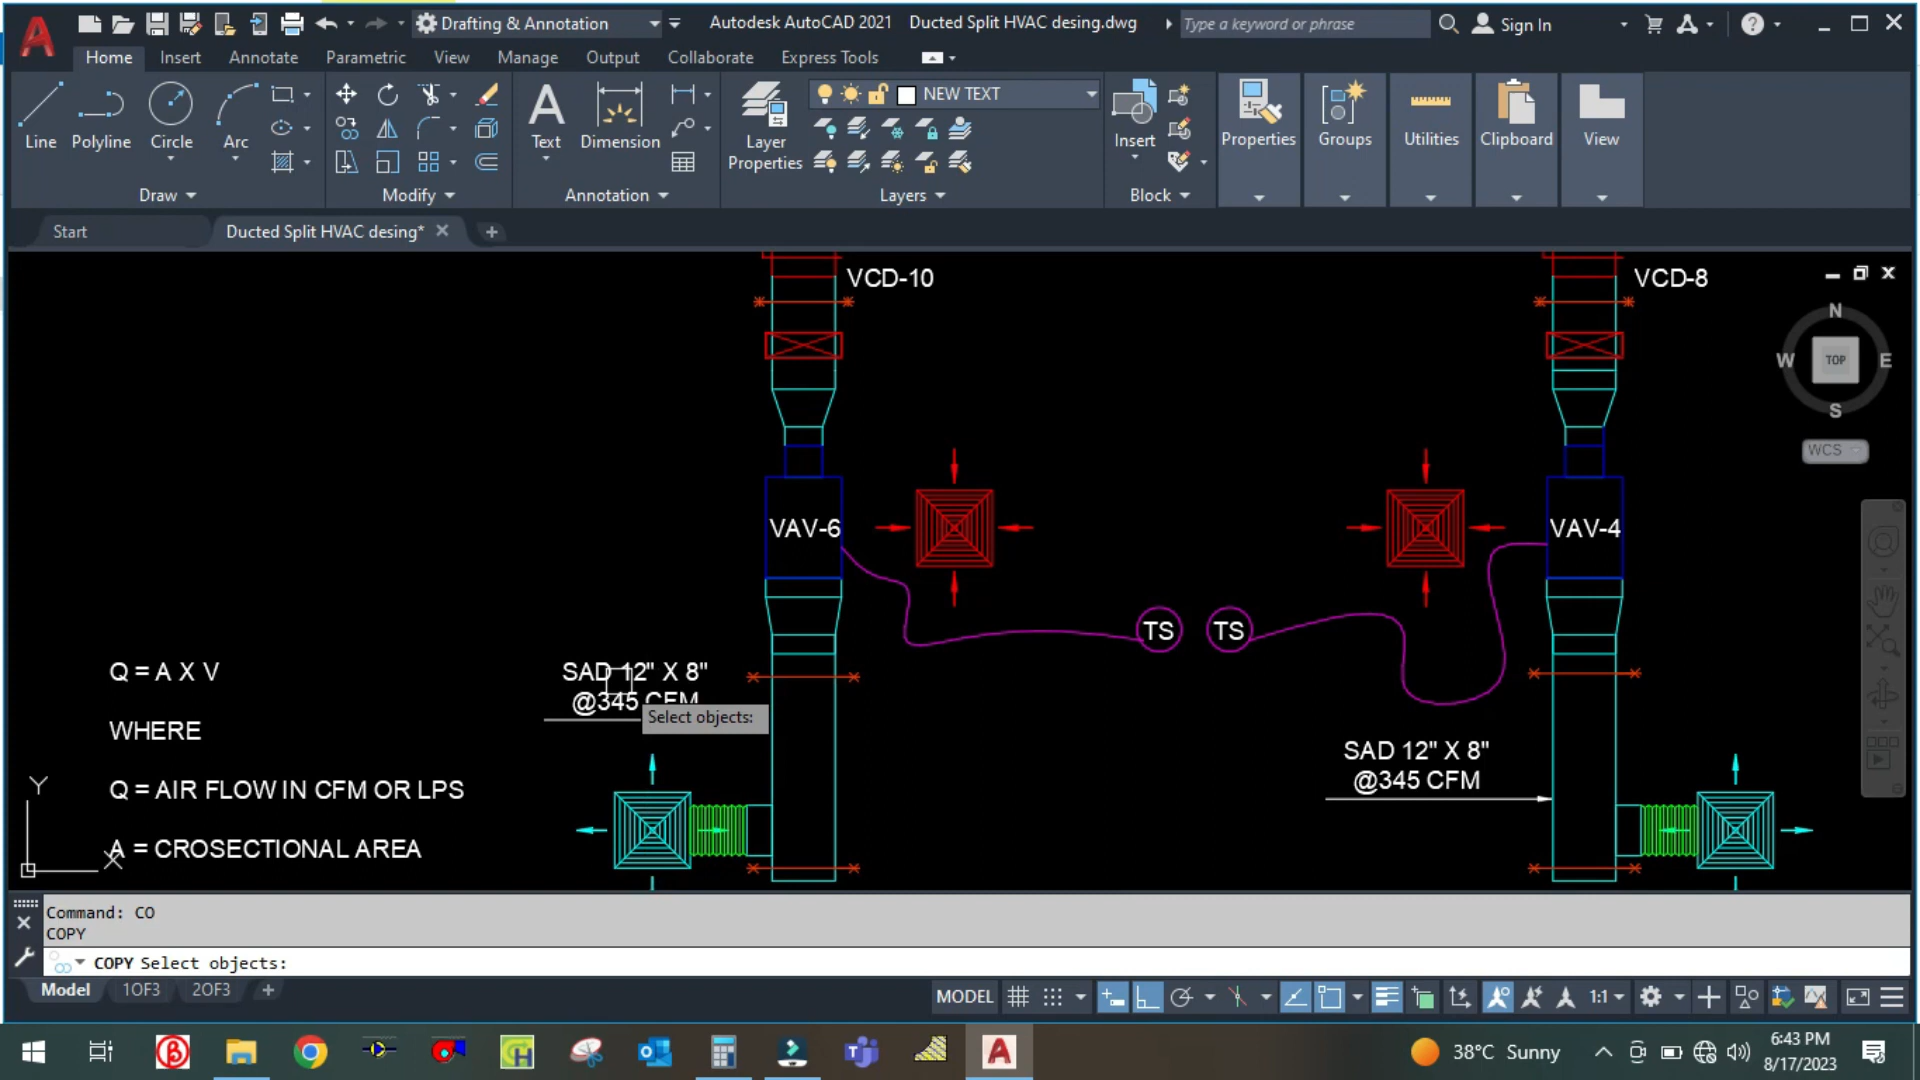 Drafting & Annotation
Autodesk AutoCAD 2021 Ducted Split HVAC desing.dwg
Type a keyword or phrase
Sign In
Home Insert Annotate Parametric View Manage Output Collaborate Express Tools
NEW TEXT
Line Polyline Circle Arc
Text Dimension
Layer
Properties
Insert
Properties Groups Utilities Clipboard View
Draw Modify Annotation Layers Block
Start
Ducted Split HVAC desing*
VCD-10
VCD-8
N
W TOP E
S
WCS
VAV-6
VAV-4
TS TS
Q = A X V
SAD 12" X 8"
@345 CFM
Select objects:
WHERE
SAD 12" X 8"
@345 CFM
Q = AIR FLOW IN CFM OR LPS
A = CROSECTIONAL AREA
Y
X
Command: CO
COPY
COPY Select objects:
Model 1OF3 2OF3
MODEL
1:1
38°C Sunny
6:43 PM
8/17/2023